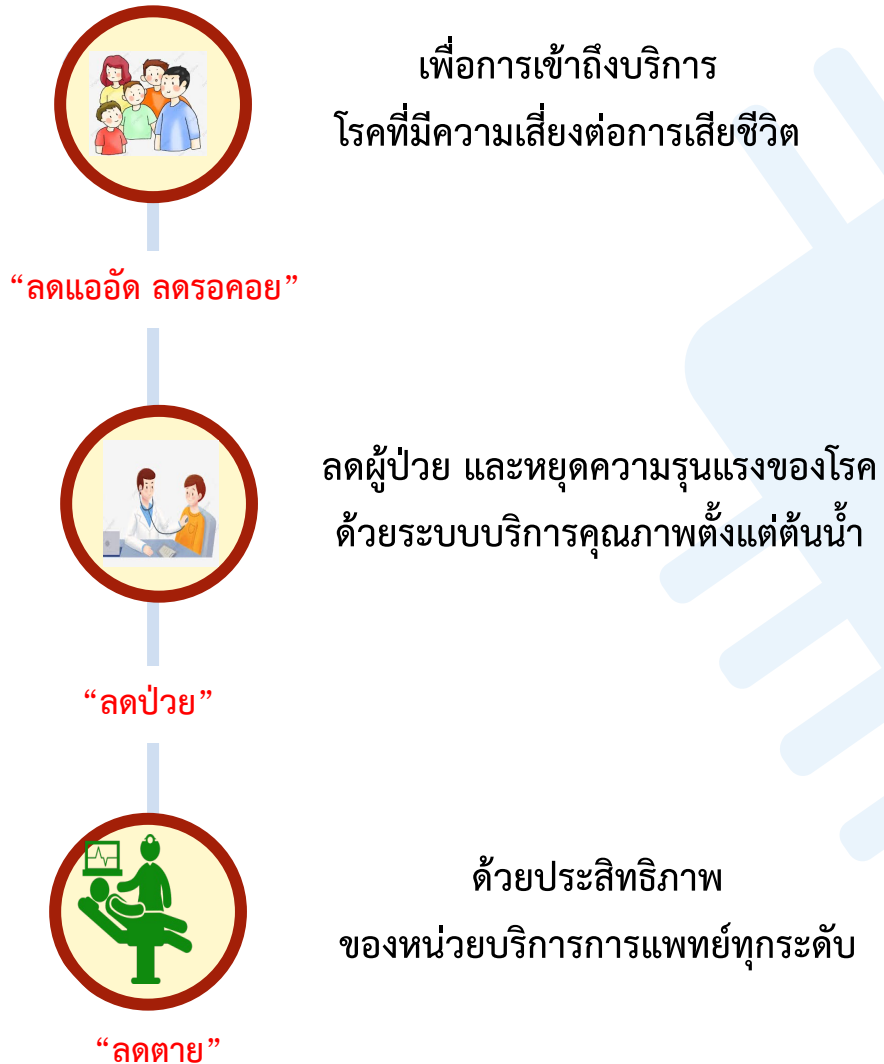 เพื่อการเข้าถึงบริการ
โรคที่มีความเสี่ยงต่อการเสียชีวิต
“ลดแออัด ลดรอคอย”
ลดผู้ป่วย และหยุดความรุนแรงของโรค
ด้วยระบบบริการคุณภาพตั้งแต่ต้นน้ำ
“ลดป่วย”
ด้วยประสิทธิภาพ
ของหน่วยบริการการแพทย์ทุกระดับ
“ลดตาย”